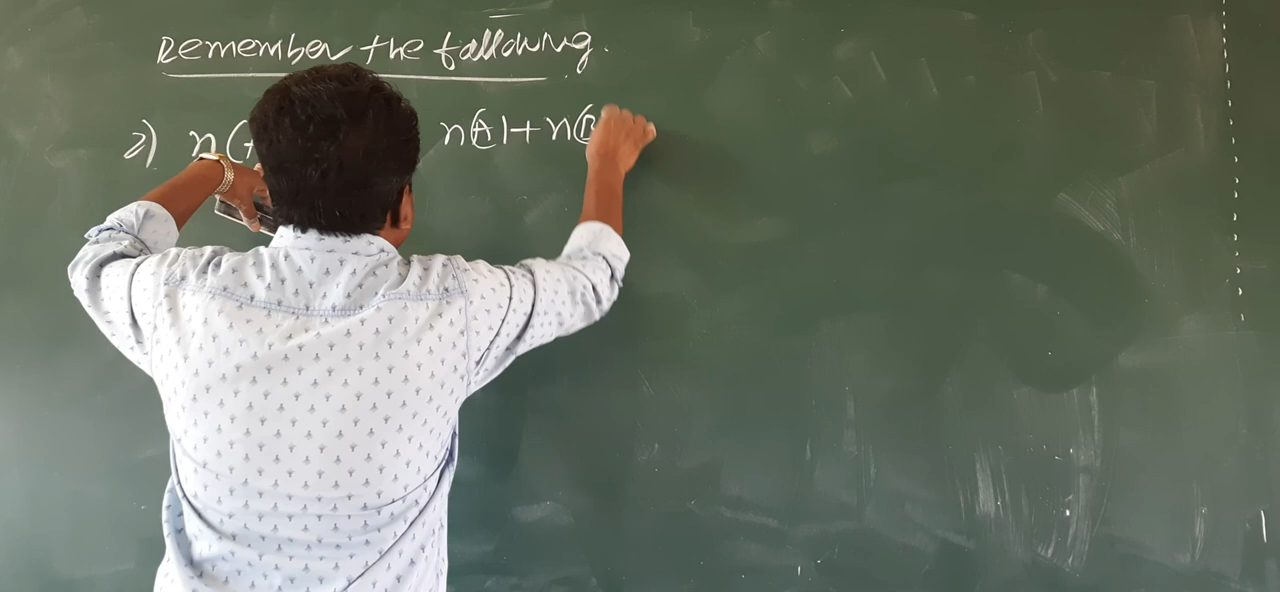 Remember the following.
2) n( n(A)+n(B